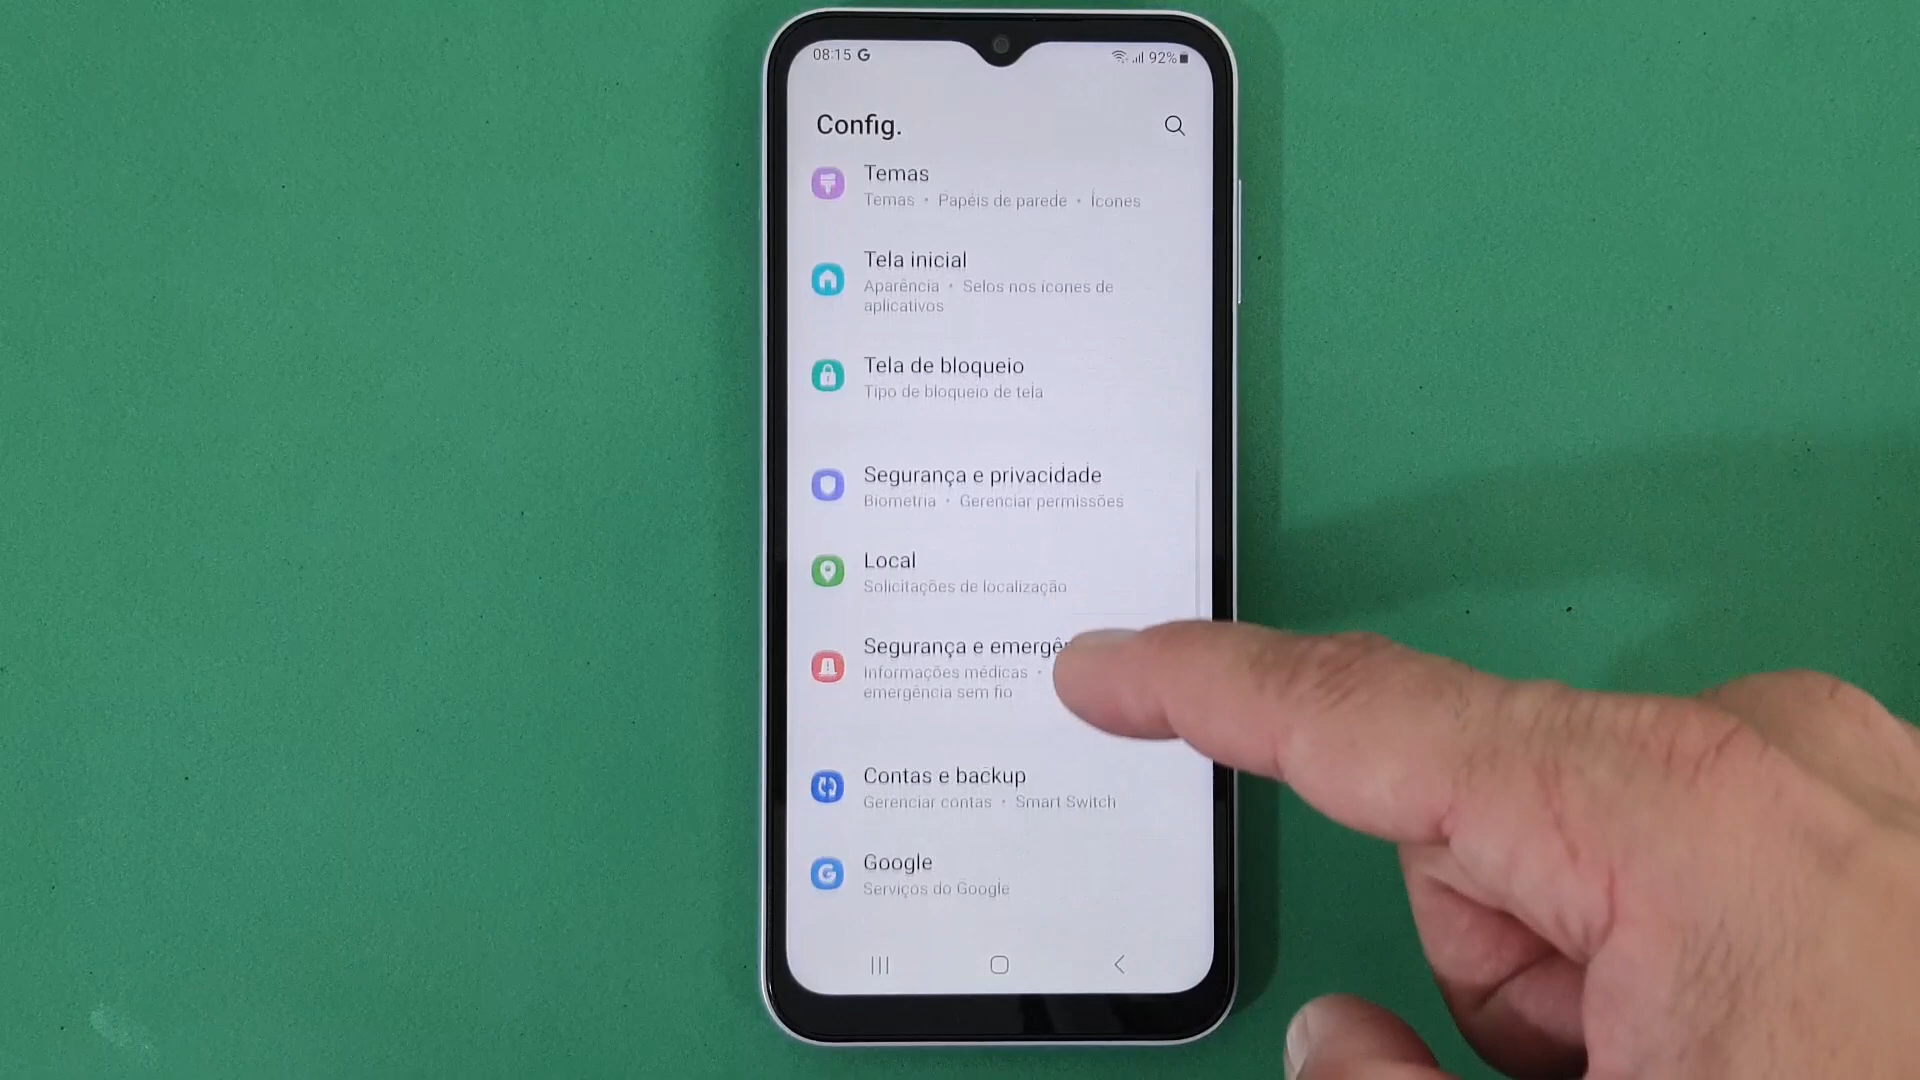 08:15 G
92%
Config.
Temas
Temas • Papéis de parede • Ícones
Tela inicial
Aparência • Selos nos ícones de
aplicativos
Tela de bloqueio
Tipo de bloqueio de tela
Segurança e privacidade
Biometria • Gerenciar permissões
Local
Solicitações de localização
Segurança e
Informações médicas •
emergência sem fio
Contas e backup
Gerenciar contas • Smart Switch
Google
Serviços do Google